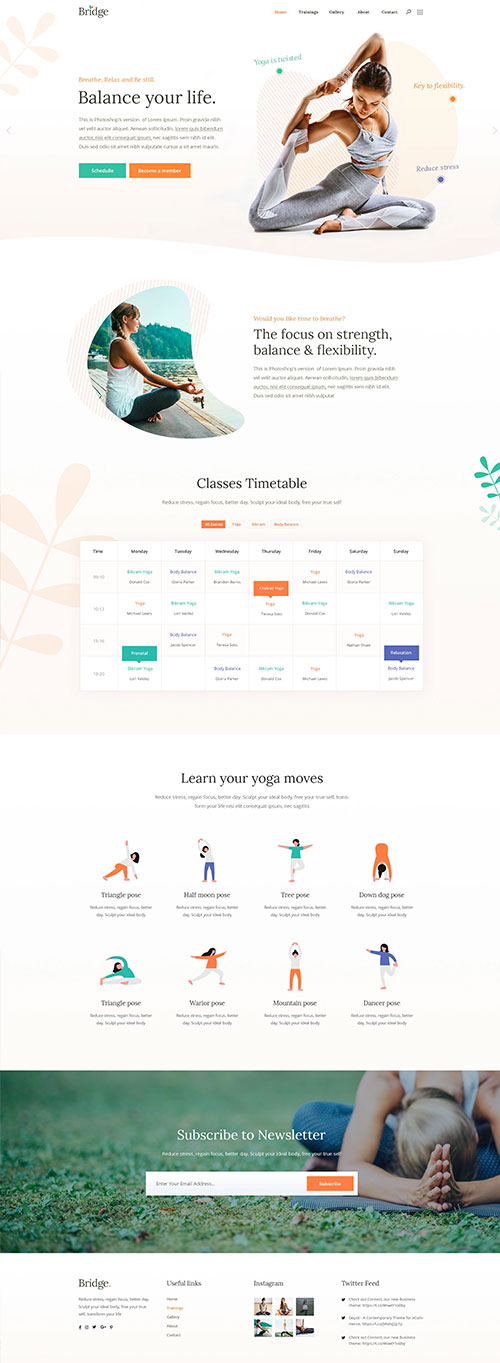 Bridge
Home Trainings Gallery About Contact
Yoga is twisted
Key to flexibility.
Reduce stress
Breathe, Relax and Be still.
Balance your life.
This is Photoshop's version of Lorem Ipsum. Proin gravida nibh
vel velit auctor aliquet. Aenean sollicitudin, lorem quis bibendum
auctor, nisi elit consequat ipsum, nec sagittis sem nibh id elit.
Duis sed odio sit amet nibh vulputate cursus a sit amet mauris.
Schedulle Become a member
Would you like time to breathe?
The focus on strength,
balance & flexibility.
This is Photoshop's version of Lorem Ipsum. Proin gravida nibh
vel velit auctor aliquet. Aenean sollicitudin, lorem quis bibendum
auctor, nisi elit consequat ipsum, nec sagittis sem nibh id elit.
Duis sed odio sit amet nibh vulputat
Classes Timetable
Reduce stress, regain focus, better day. Sculpt your ideal body, free your true self
All Events Yoga Bikram Body Balance
Time Monday Tuesday Wednesday Thursday Friday Saturday Sunday
09/10
Bikram Yoga Body Balance Bikram Yoga Yoga Body Balance
Donald Cox Gloria Parker Brandon Burns Michael Lewis Gloria Parker
10/12
Yoga Bikram Yoga Yoga Bikram Yoga Bikram Yoga
Michael Lewis Lori Valdez Teresa Soto Donald Cox Lori Valdez
Body Balance Yoga Yoga
Jacob Spencer Teresa Soto Nathan Shaw
Prenatal Relaxation
18/20
Bikram Yoga Body Balance Bikram Yoga Yoga Body Balance
Lori Valdez Gloria Parker Donald Cox Michael Lewis Jacob Spencer
Learn your yoga moves
Reduce stress, regain focus, better day. Sculpt your ideal body, free your true self, trans-
form your life nisi elit consequat ipsum, nec sagittis
Triangle pose Half moon pose Tree pose Down dog pose
Reduce stress, regain focus, better Reduce stress, regain focus, better Reduce stress, regain focus, better Reduce stress, regain focus, better
day. Sculpt your ideal body day. Sculpt your ideal body day. Sculpt your ideal body day. Sculpt your ideal body
Triangle pose Warior pose Mountain pose Dancer pose
Reduce stress, regain focus, better Reduce stress, regain focus, better Reduce stress, regain focus, better Reduce stress, regain focus, better
day. Sculpt your ideal body day. Sculpt your ideal body day. Sculpt your ideal body day. Sculpt your ideal body
Subscribe to Newsletter
Reduce stress, regain focus, better day. Sculpt your ideal body, free your true self
Enter Your Email Address... Subscribe
Bridge.
Reduce stress, regain focus, better day.
Sculpt your ideal body, free your true
self, transform your life
Useful links
Home
Trainings
Gallery
About
Contact
Instagram
Twitter Feed
Check out Connect, our new Business
theme:
A Contemporary Theme for
Check out Connect, our new Business
theme: